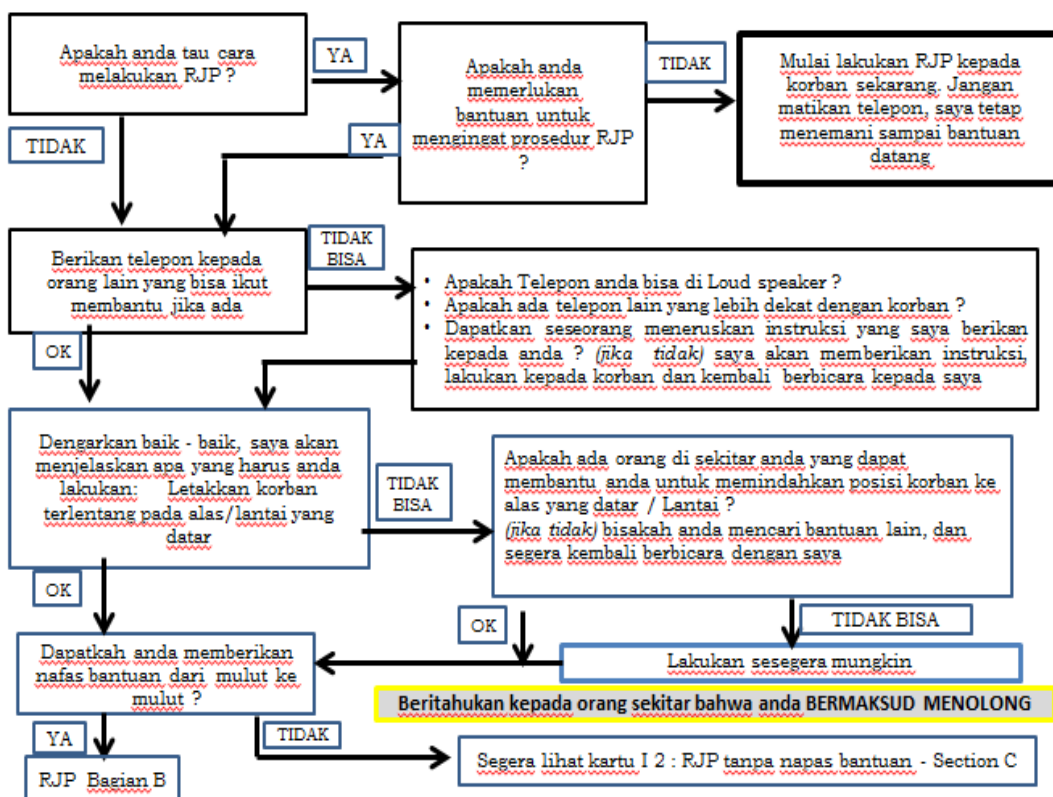 Apakah anda tau cara
melakukan RJP ?
YA
Apakah anda
memerlukan
bantuan untuk
mengingat prosedur RJP
?
TIDAK
Mulai lakukan RJP kepada
korban sekarang. Jangan
matikan telepon, saya tetap
menemani sampai bantuan
datang
TIDAK
YA
Berikan telepon kepada
orang lain yang bisa ikut
membantu jika ada
TIDAK
BISA
• Apakah Telepon anda bisa di Loud speaker ?
• Apakah ada telepon lain yang lebih dekat dengan korban ?
• Dapatkan seseorang meneruskan instruksi yang saya berikan
kepada anda ? (jika tidak) saya akan memberikan instruksi,
lakukan kepada korban dan kembali berbicara kepada saya
OK
Dengarkan baik - baik, saya akan
menjelaskan apa yang harus anda
lakukan: Letakkan korban
terlentang pada alas/lantai yang
datar
TIDAK
BISA
Apakah ada orang di sekitar anda yang dapat
membantu anda untuk memindahkan posisi korban ke
alas yang datar / Lantai ?
(jika tidak) bisakah anda mencari bantuan lain, dan
segera kembali berbicara dengan saya
OK
OK
TIDAK BISA
Dapatkah anda memberikan
nafas bantuan dari mulut ke
mulut ?
Lakukan sesegera mungkin
Beritahukan kepada orang sekitar bahwa anda BERMAKSUD MENOLONG
YA
TIDAK
RJP Bagian B
Segera lihat kartu I 2 : RJP tanpa napas bantuan - Section C